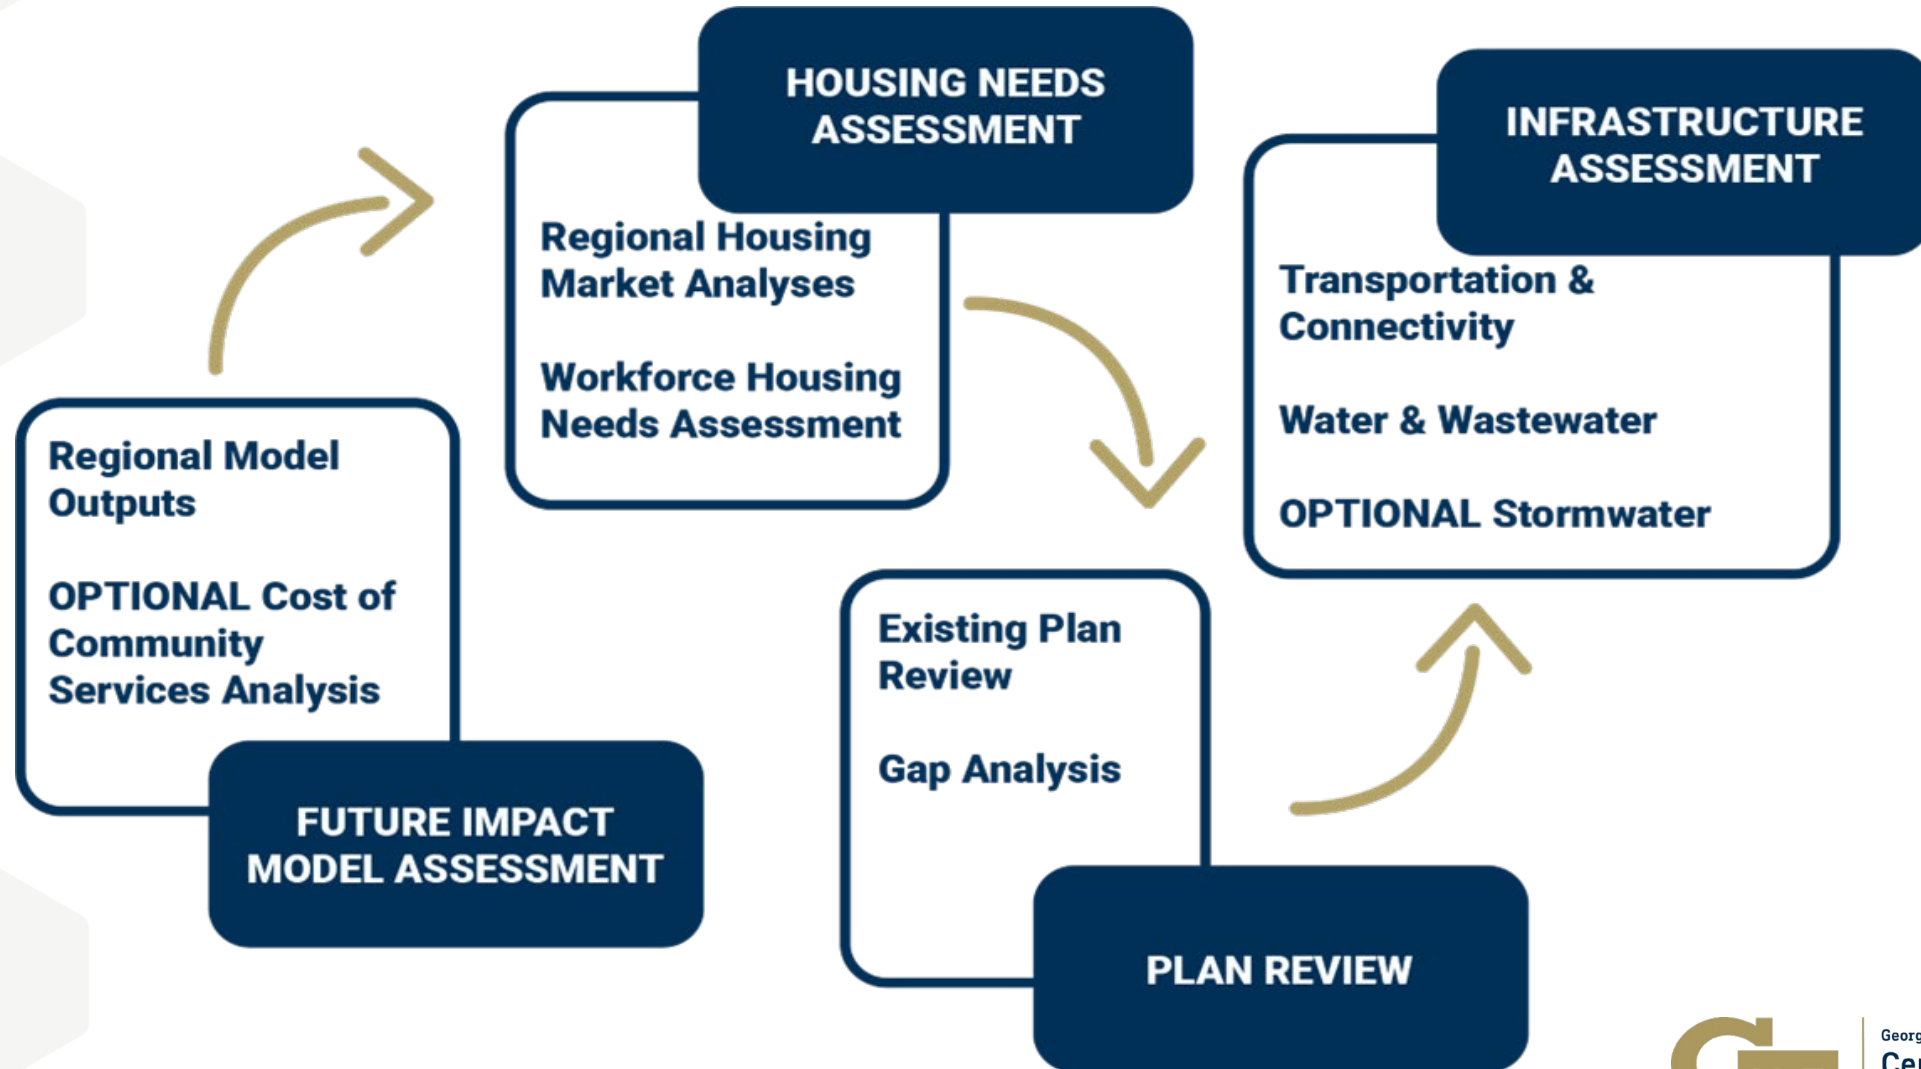 HOUSING NEEDS
ASSESSMENT
Regional Housing
Market Analyses
Workforce Housing
Needs Assessment
INFRASTRUCTURE
ASSESSMENT
Transportation &
Connectivity
Water & Wastewater
OPTIONAL Stormwater
Regional Model
Outputs
OPTIONAL Cost of
Community
Services Analysis
FUTURE IMPACT
MODEL ASSESSMENT
Existing Plan
Review
Gap Analysis
PLAN REVIEW